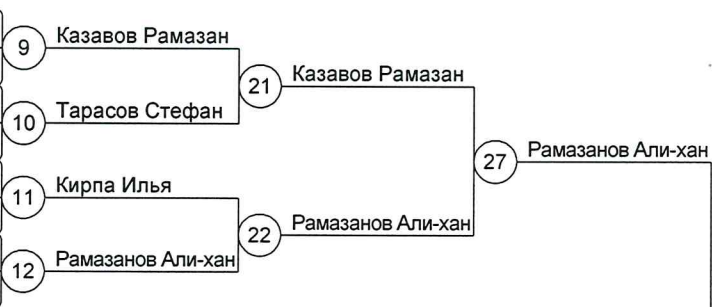 9
Казавов Рамазан
21
Казавов Рамазан
10
Тарасов Стефан
27
Рамазанов Али-хан
11
Кирпа Илья
22
Рамазанов Али-хан
12
Рамазанов Али-хан